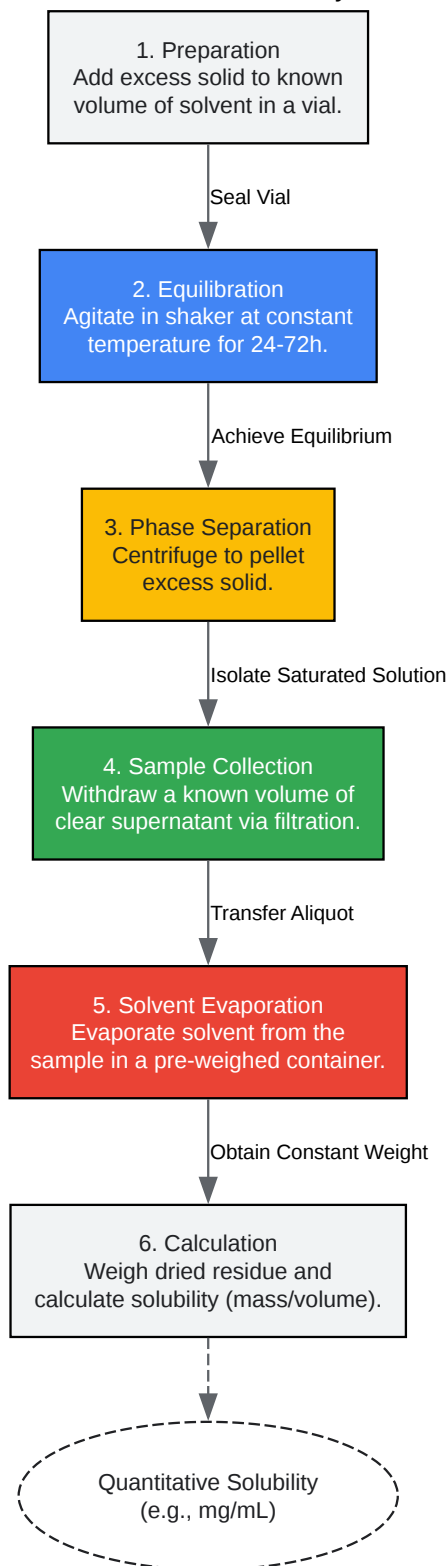 1. Preparation
Add excess solid to known
volume of solvent in a vial.
Seal Vial
2. Equilibration
Agitate in shaker at constant
temperature for 24-72h.
Achieve Equilibrium
3. Phase Separation
Centrifuge to pellet
excess solid.
Isolate Saturated Solution
4. Sample Collection
Withdraw a known volume of
clear supernatant via filtration.
Transfer Aliquot
5. Solvent Evaporation
Evaporate solvent from the
sample in a pre-weighed container.
Obtain Constant Weight
6. Calculation
Weigh dried residue and
calculate solubility (mass/volume).
Quantitative Solubility
(e.g., mg/mL)